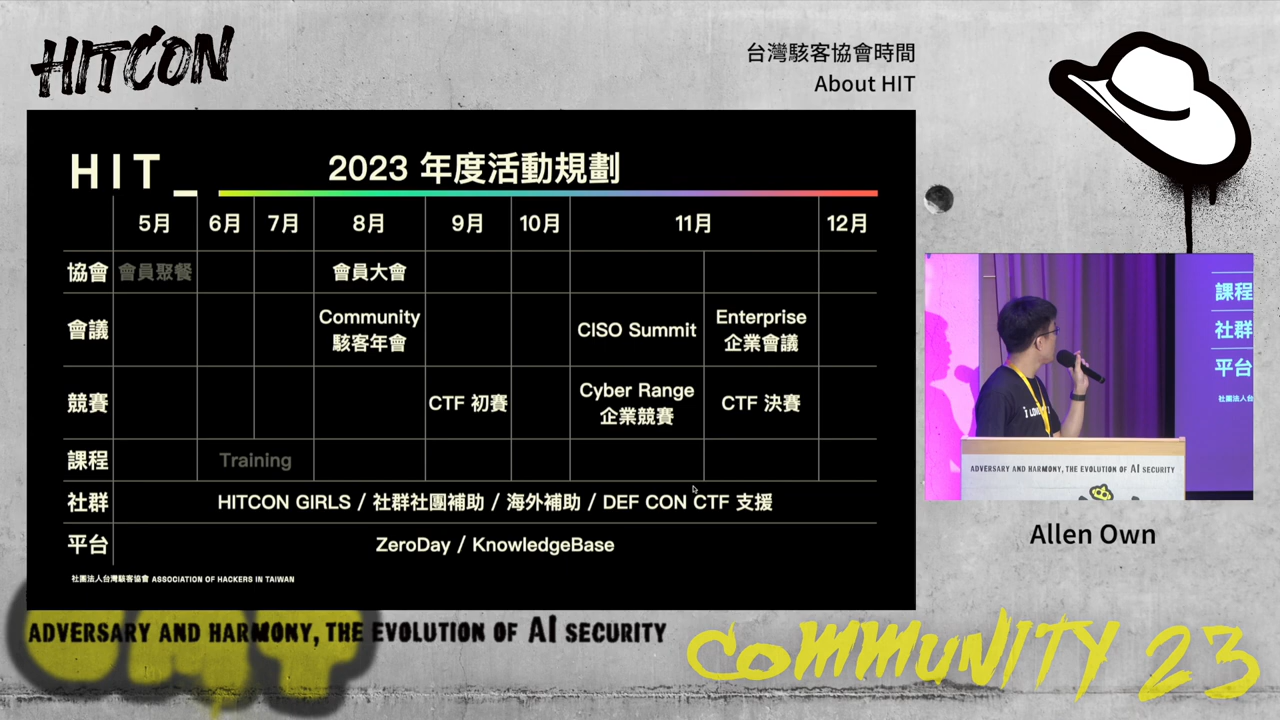 HITCON
台灣駭客協會時間
About HIT
HIT_
2023 年度活動規劃
5月 6月 7月 8月 9月 10月 11月 12月
協會 會員聚餐 會員大會
會議 Community 駭客年會 CISO Summit Enterprise 企業會議
競賽 CTF 初賽 Cyber Range 企業競賽 CTF 決賽
課程 Training
社群 HITCON GIRLS / 社群社團補助 / 海外補助 / DEF CON CTF 支援
平台 ZeroDay / KnowledgeBase
社團法人台灣駭客協會 ASSOCIATION OF HACKERS IN TAIWAN
課程
社群
平台
社團法人台
ADVERSARY AND HARMONY, THE EVOLUTION OF AI SECURITY
Allen Own
ADVERSARY AND HARMONY, THE EVOLUTION OF AI SECURITY
COMMUNITY 23